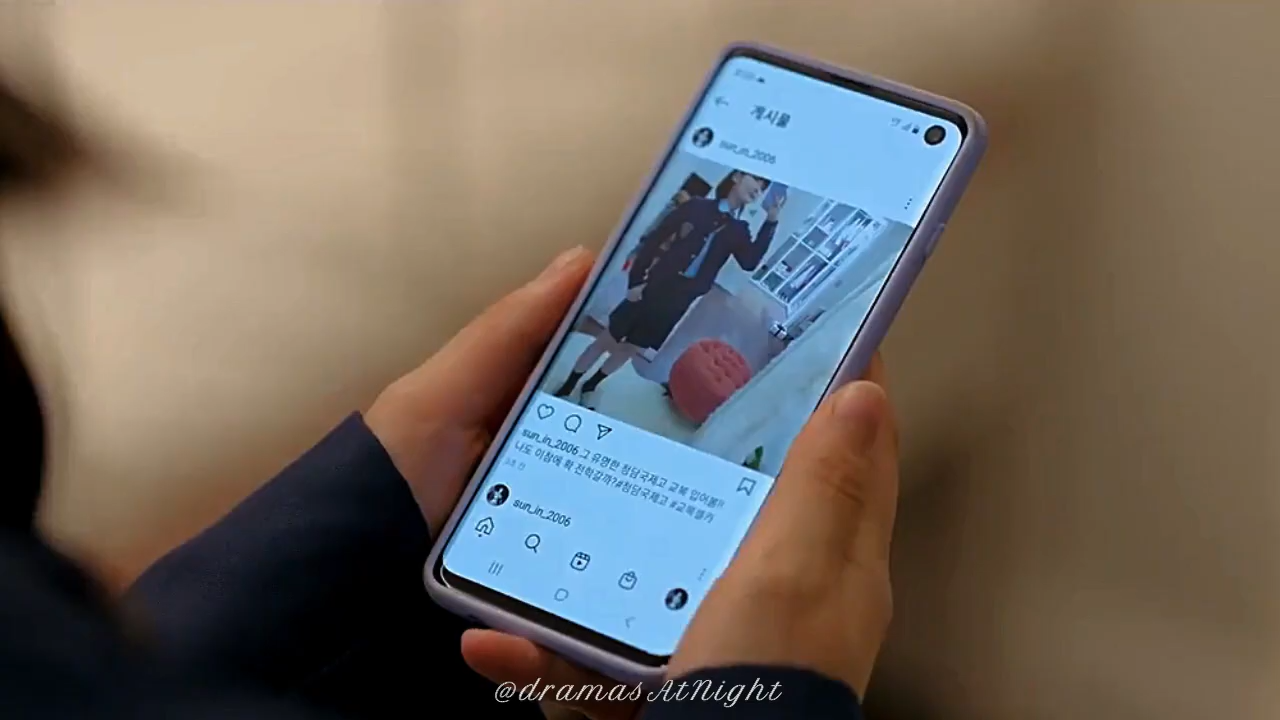 게시물
sun_in_2006
sun_in_2006 그 유명한 청담국제고 교복 입어봄!!
나도 이참에 확 전학갈까?#청담국제고 #교복셀카
sun_in_2006
@dramasAtNight